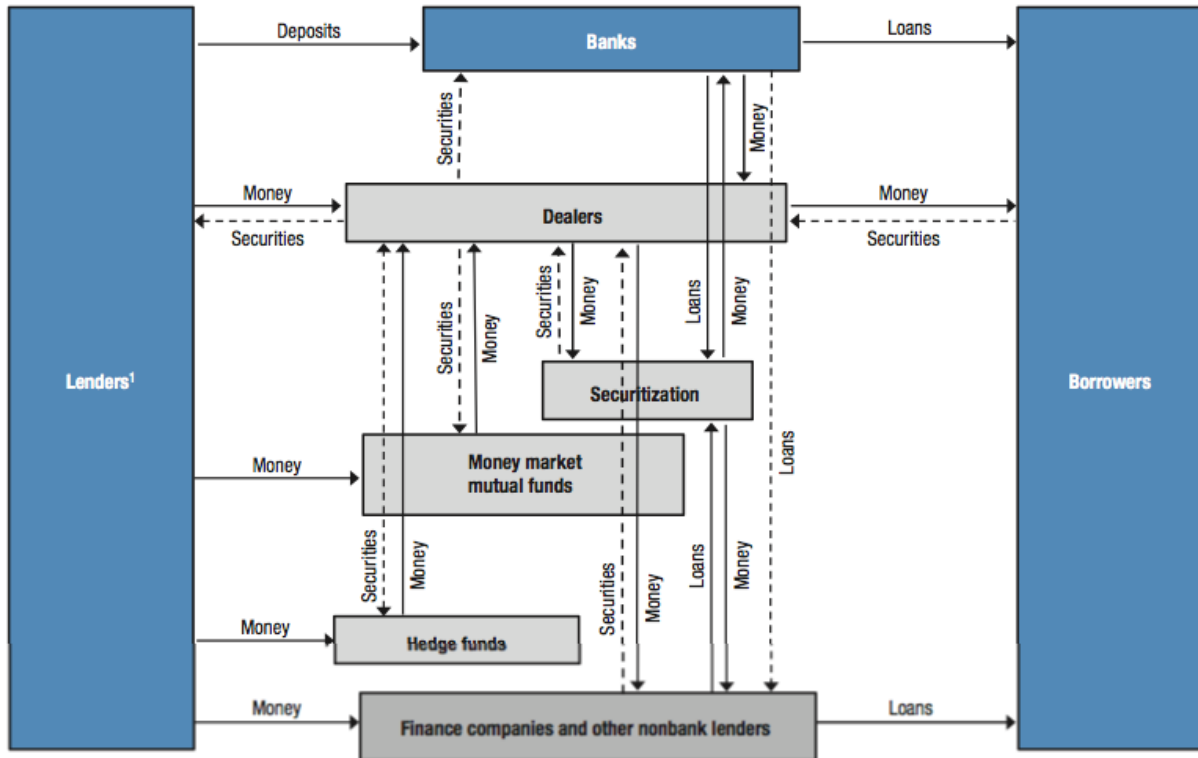 Deposits
Banks
Loans
Securities
Money
Money
Dealers
Money
Securities
Securities
Securities
Money
Securities
Money
Loans
Money
Lenders¹
Securitization
Borrowers
Money
Money market
mutual funds
Loans
Securities
Money
Securities
Money
Loans
Money
Money
Hedge funds
Money
Finance companies and other nonbank lenders
Loans